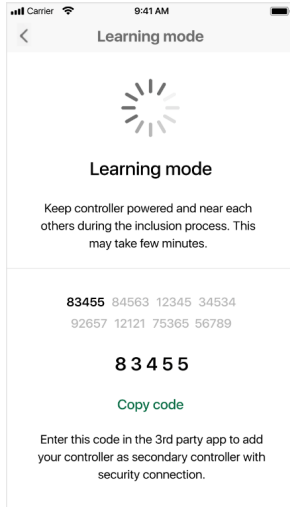 Carrier 9:41 AM
Learning mode
Learning mode
Keep controller powered and near each
others during the inclusion process. This
may take few minutes.
83455 84563 12345 34534
92657 12121 75365 56789
83455
Copy code
Enter this code in the 3rd party app to add
your controller as secondary controller with
security connection.